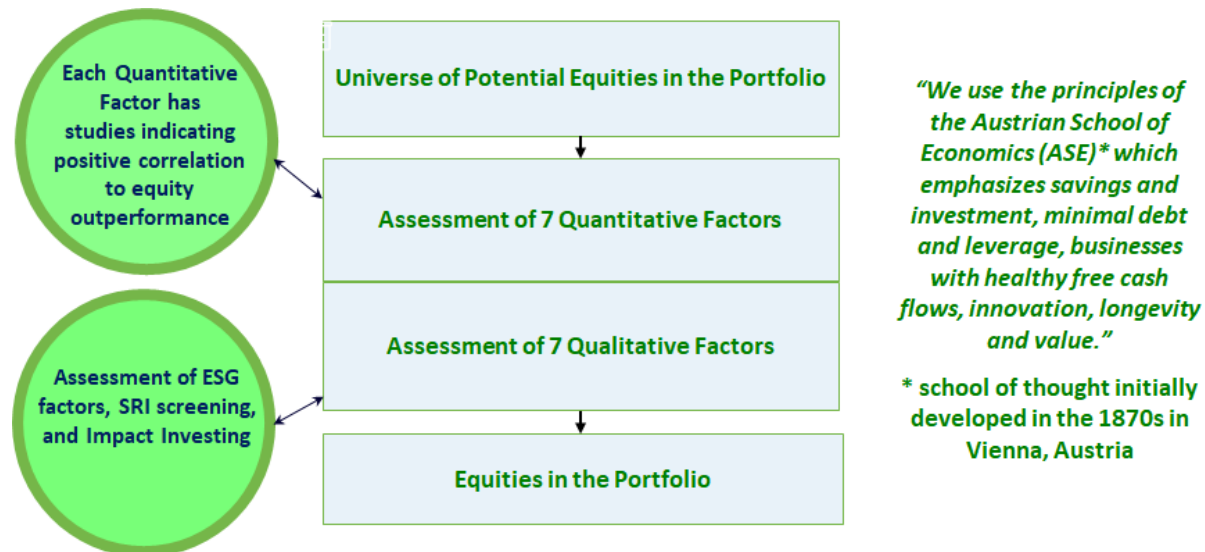 Each Quantitative
Factor has
studies indicating
positive correlation
to equity
outperformance
Universe of Potential Equities in the Portfolio
Assessment of 7 Quantitative Factors
Assessment of 7 Qualitative Factors
Assessment of ESG
factors, SRI screening,
and Impact Investing
Equities in the Portfolio
“We use the principles of
the Austrian School of
Economics (ASE)* which
emphasizes savings and
investment, minimal debt
and leverage, businesses
with healthy free cash
flows, innovation, longevity
and value.”
* school of thought initially
developed in the 1870s in
Vienna, Austria